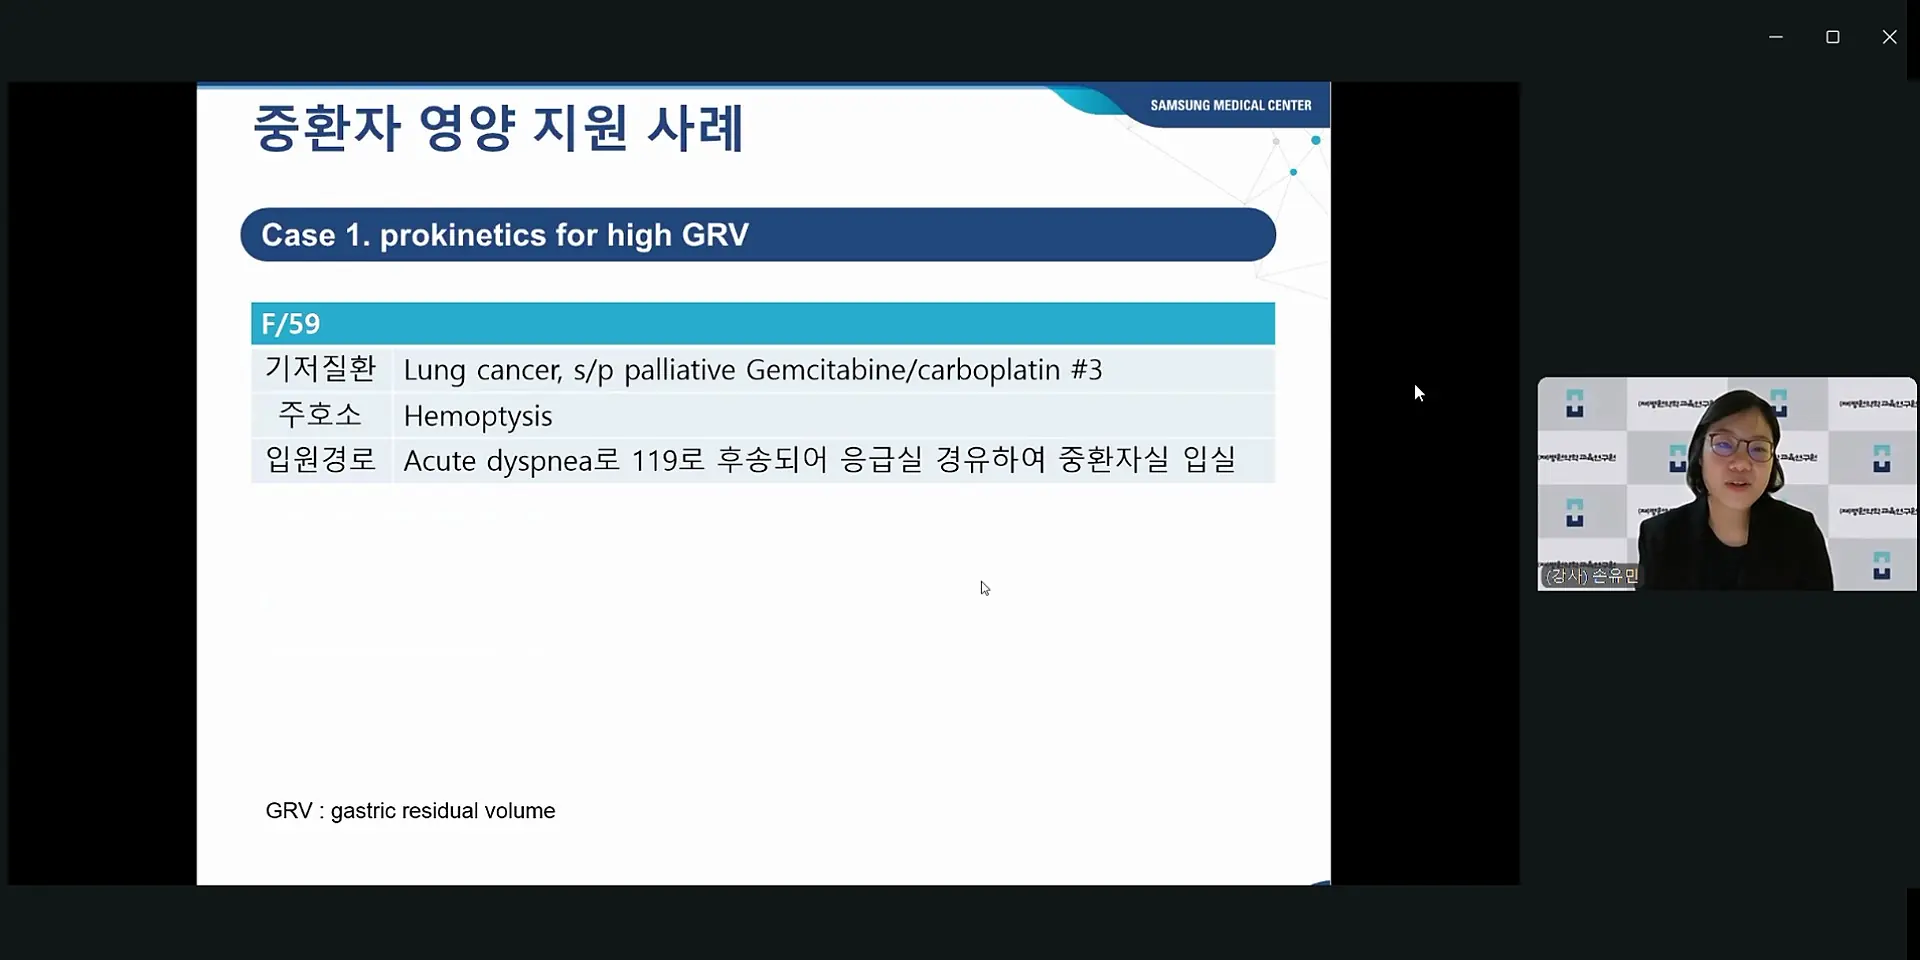 중환자 영양 지원 사례
SAMSUNG MEDICAL CENTER
Case 1. prokinetics for high GRV
F/59
기저질환 Lung cancer, s/p palliative Gemcitabine/carboplatin #3
주호소 Hemoptysis
입원경로 Acute dyspnea로 119로 후송되어 응급실 경유하여 중환자실 입실
GRV : gastric residual volume
(강사) 손유민